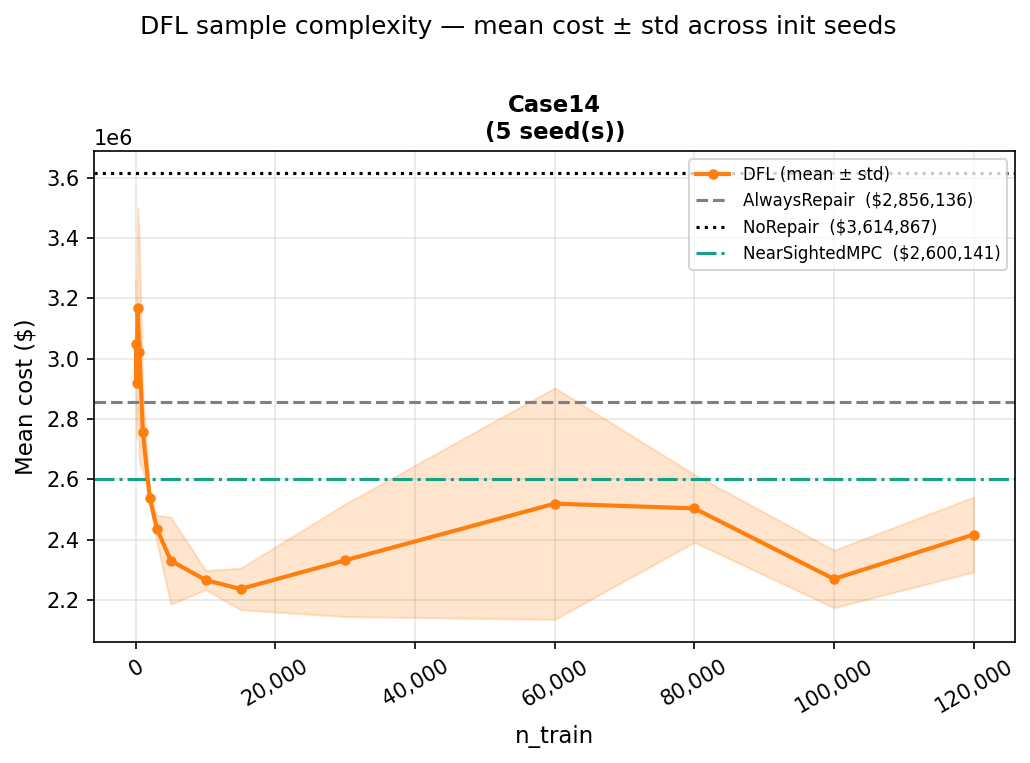 DFL sample complexity — mean cost ± std across init seeds
Case14
(5 seed(s))
1e6
DFL (mean ± std)
AlwaysRepair  ($2,856,136)
NoRepair  ($3,614,867)
NearSightedMPC  ($2,600,141)
Mean cost ($)
3.6
3.4
3.2
3.0
2.8
2.6
2.4
2.2
0
20,000
40,000
60,000
80,000
100,000
120,000
n_train